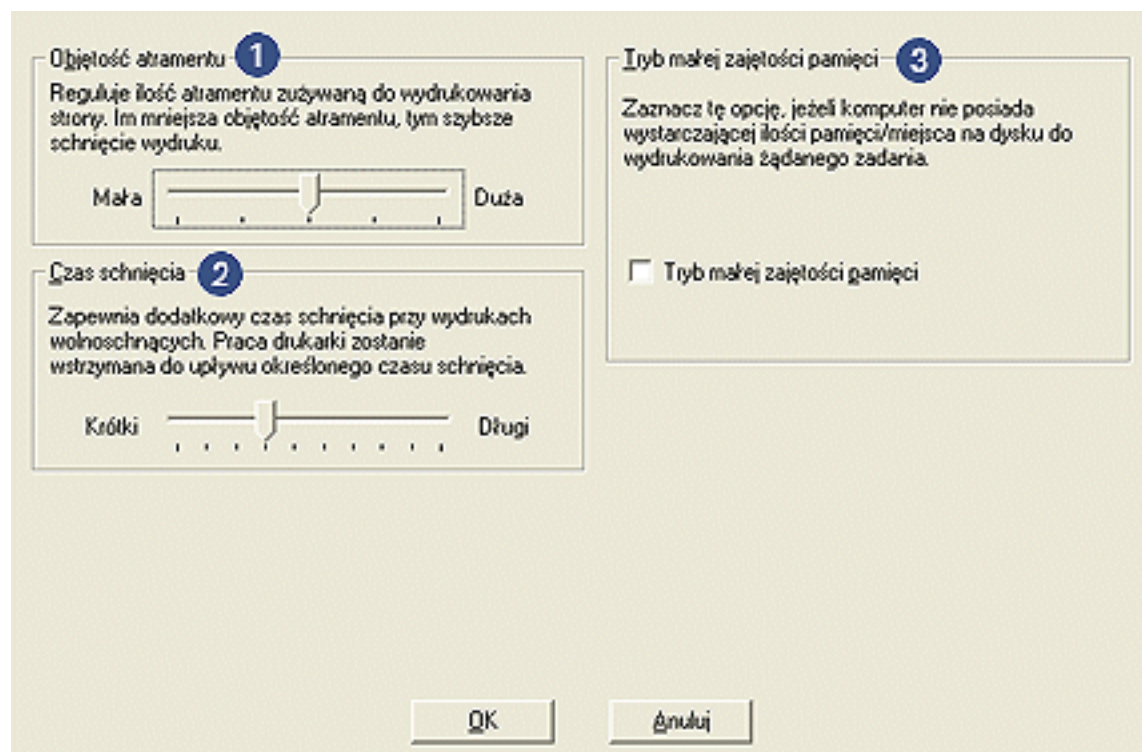 Objętość atramentu 1
Reguluje ilość atramentu zużywaną do wydrukowania
strony. Im mniejsza objętość atramentu, tym szybsze
schnięcie wydruku.
Mała Duża
Czas schnięcia 2
Zapewnia dodatkowy czas schnięcia przy wydrukach
wolnoschnących. Praca drukarki zostanie
wstrzymana do upływu określonego czasu schnięcia.
Krótki Długi
Tryb małej zajętości pamięci 3
Zaznacz tę opcję, jeżeli komputer nie posiada
wystarczającej ilości pamięci/miejsca na dysku do
wydrukowania żądanego zadania.
Tryb małej zajętości pamięci
OK Anuluj